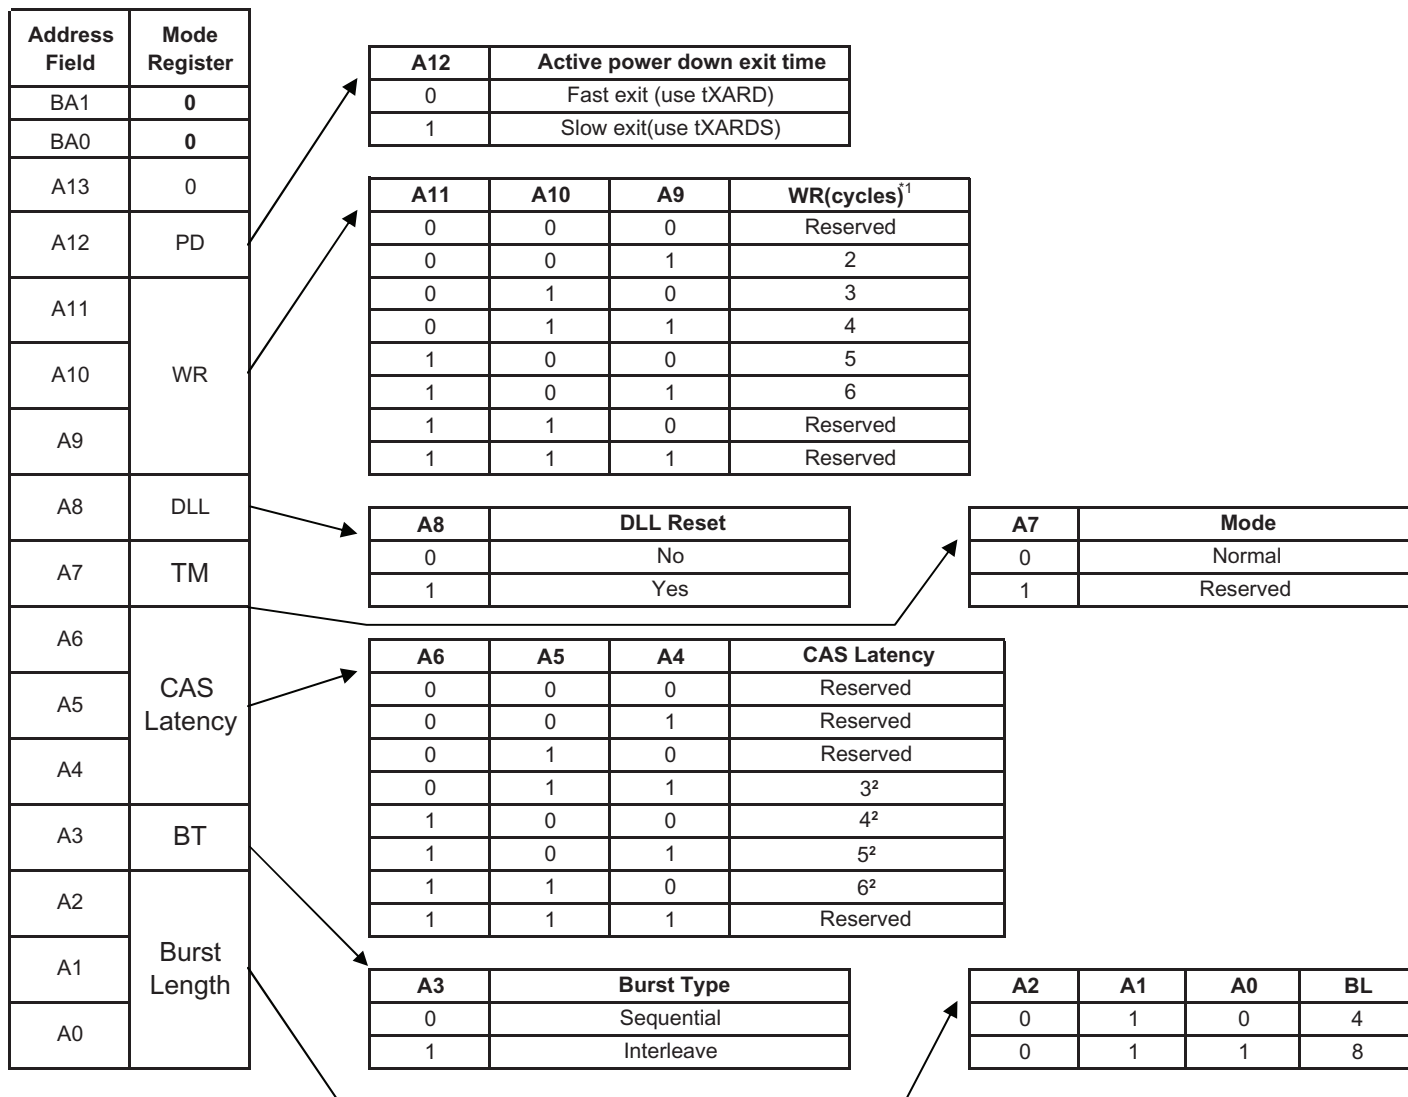 Address Field Mode Register
BA1 0
BA0 0
A13 0
A12 PD
A11
A10 WR
A9
A8 DLL
A7 TM
A6
A5 CAS Latency
A4
A3 BT
A2
A1 Burst Length
A0
A12 Active power down exit time
0 Fast exit (use tXARD)
1 Slow exit(use tXARDS)
A11 A10 A9 WR(cycles)*1
0 0 0 Reserved
0 0 1 2
0 1 0 3
0 1 1 4
1 0 0 5
1 0 1 6
1 1 0 Reserved
1 1 1 Reserved
A8 DLL Reset
0 No
1 Yes
A7 Mode
0 Normal
1 Reserved
A6 A5 A4 CAS Latency
0 0 0 Reserved
0 0 1 Reserved
0 1 0 Reserved
0 1 1 3²
1 0 0 4²
1 0 1 5²
1 1 0 6²
1 1 1 Reserved
A3 Burst Type
0 Sequential
1 Interleave
A2 A1 A0 BL
0 1 0 4
0 1 1 8